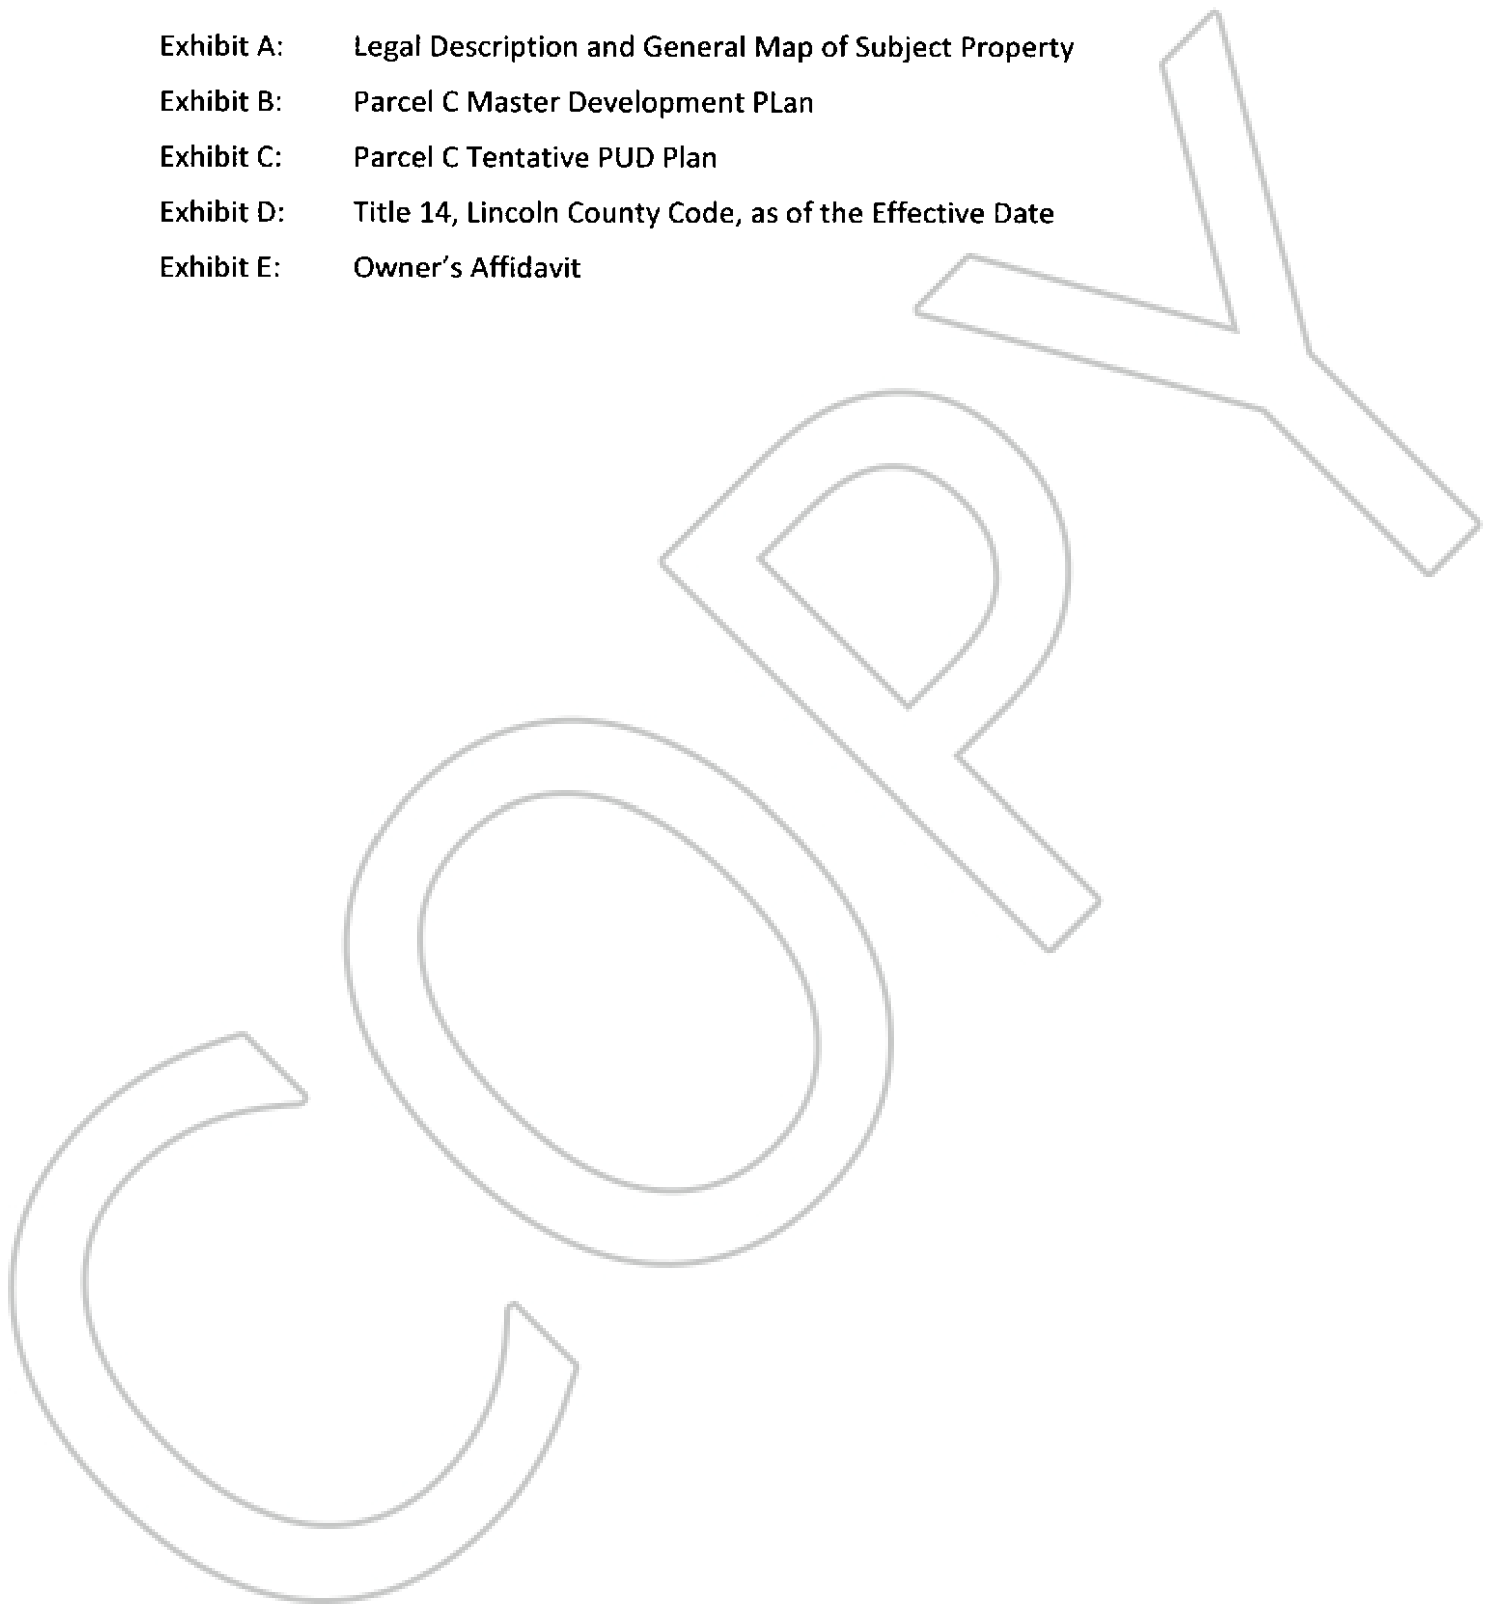 Exhibit A: Legal Description and General Map of Subject Property
Exhibit B: Parcel C Master Development PLan
Exhibit C: Parcel C Tentative PUD Plan
Exhibit D: Title 14, Lincoln County Code, as of the Effective Date
Exhibit E: Owner's Affidavit
COPY